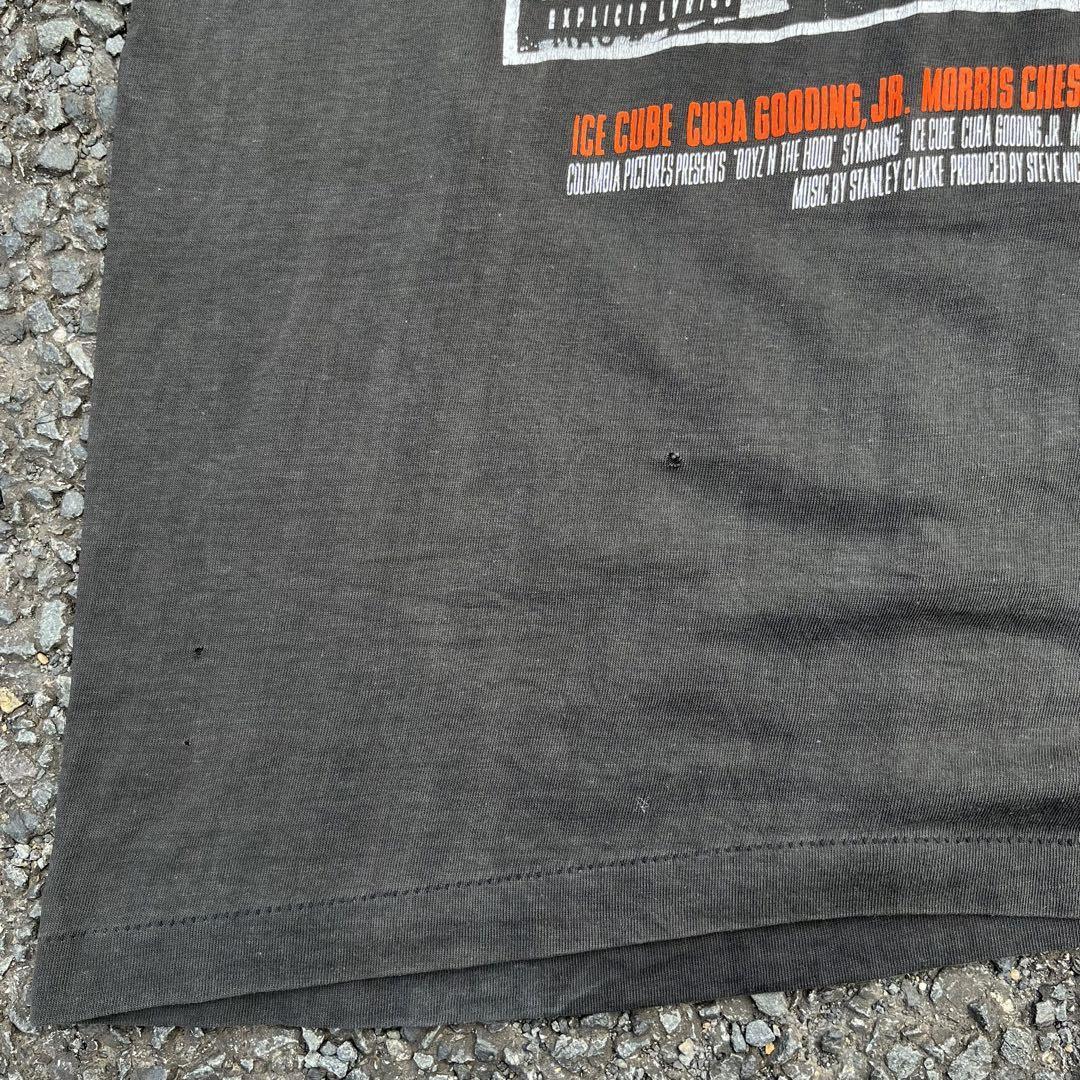 EXPLICIT LYRICS
ICE CUBE CUBA GOODING, JR. MORRIS CHES
COLUMBIA PICTURES PRESENTS "BOYZ N THE HOOD" STARRING: ICE CUBE CUBA GOODING, JR. M
MUSIC BY STANLEY CLARKE PRODUCED BY STEVE NIC